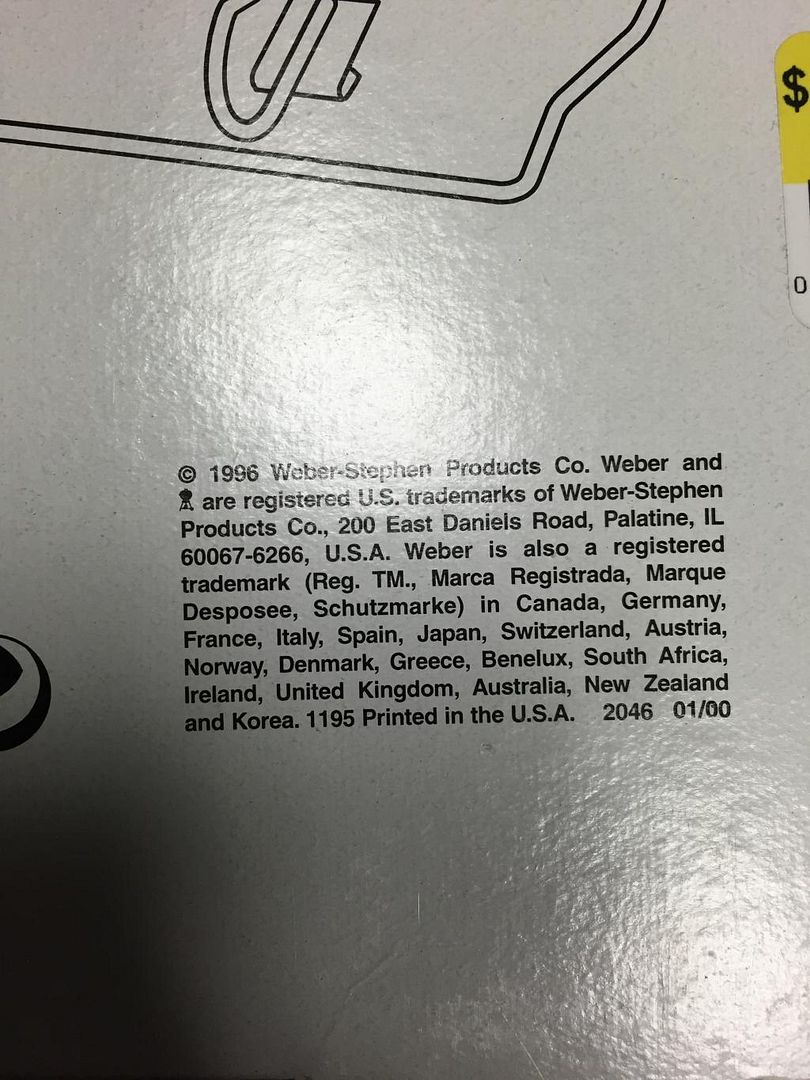 $
0
© 1996 Weber-Stephen Products Co. Weber and
are registered U.S. trademarks of Weber-Stephen
Products Co., 200 East Daniels Road, Palatine, IL
60067-6266, U.S.A. Weber is also a registered
trademark (Reg. TM., Marca Registrada, Marque
Desposee, Schutzmarke) in Canada, Germany,
France, Italy, Spain, Japan, Switzerland, Austria,
Norway, Denmark, Greece, Benelux, South Africa,
Ireland, United Kingdom, Australia, New Zealand
and Korea. 1195 Printed in the U.S.A. 2046 01/00